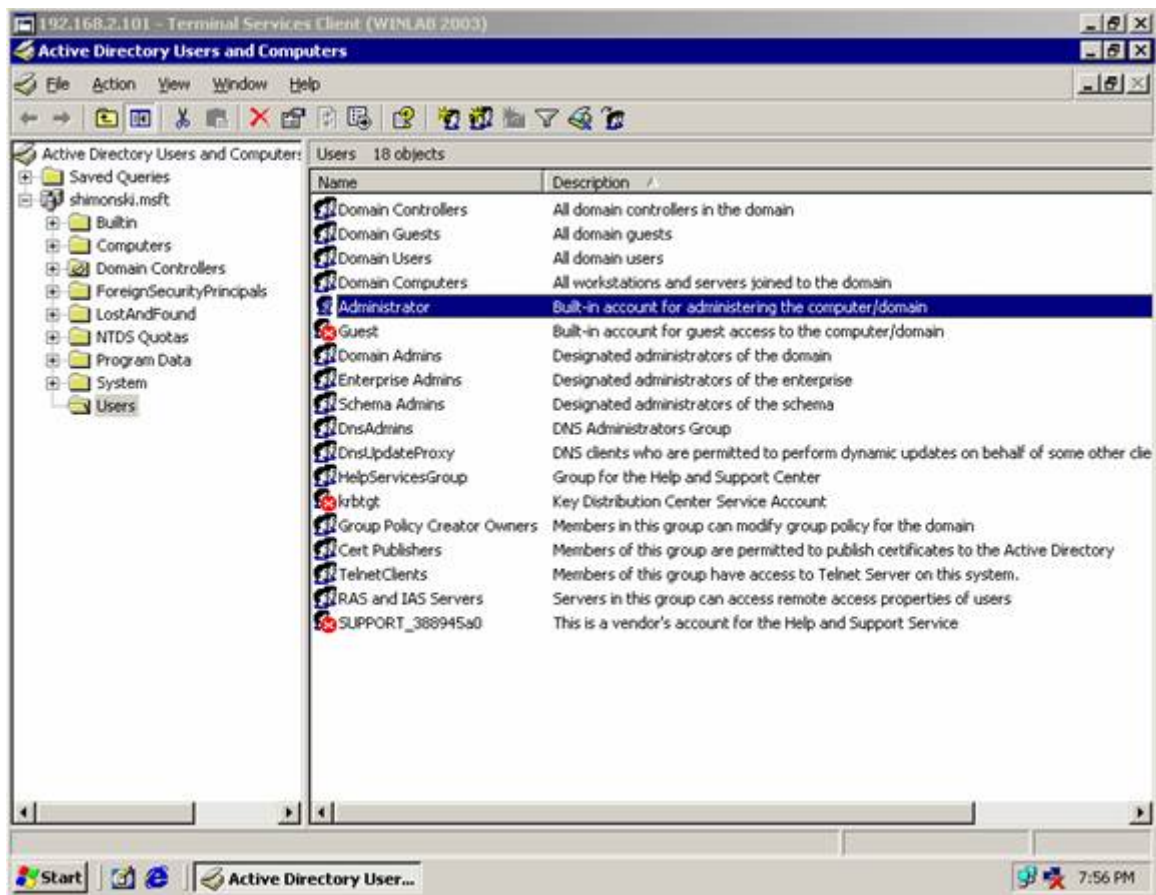 192.168.2.101 - Terminal Services Client (WINLAB 2003)
Active Directory Users and Computers
File Action View Window Help
Active Directory Users and Computer:
Saved Queries
shimonski.msft
Builtin
Computers
Domain Controllers
ForeignSecurityPrincipals
LostAndFound
NTDS Quotas
Program Data
System
Users
Users 18 objects
Name Description
Domain Controllers All domain controllers in the domain
Domain Guests All domain guests
Domain Users All domain users
Domain Computers All workstations and servers joined to the domain
Administrator Built-in account for administering the computer/domain
Guest Built-in account for guest access to the computer/domain
Domain Admins Designated administrators of the domain
Enterprise Admins Designated administrators of the enterprise
Schema Admins Designated administrators of the schema
DnsAdmins DNS Administrators Group
DnsUpdateProxy DNS clients who are permitted to perform dynamic updates on behalf of some other clie
HelpServicesGroup Group for the Help and Support Center
krbtgt Key Distribution Center Service Account
Group Policy Creator Owners Members in this group can modify group policy for the domain
Cert Publishers Members of this group are permitted to publish certificates to the Active Directory
TelnetClients Members of this group have access to Telnet Server on this system.
RAS and IAS Servers Servers in this group can access remote access properties of users
SUPPORT_388945a0 This is a vendor's account for the Help and Support Service
Start Active Directory User... 7:56 PM